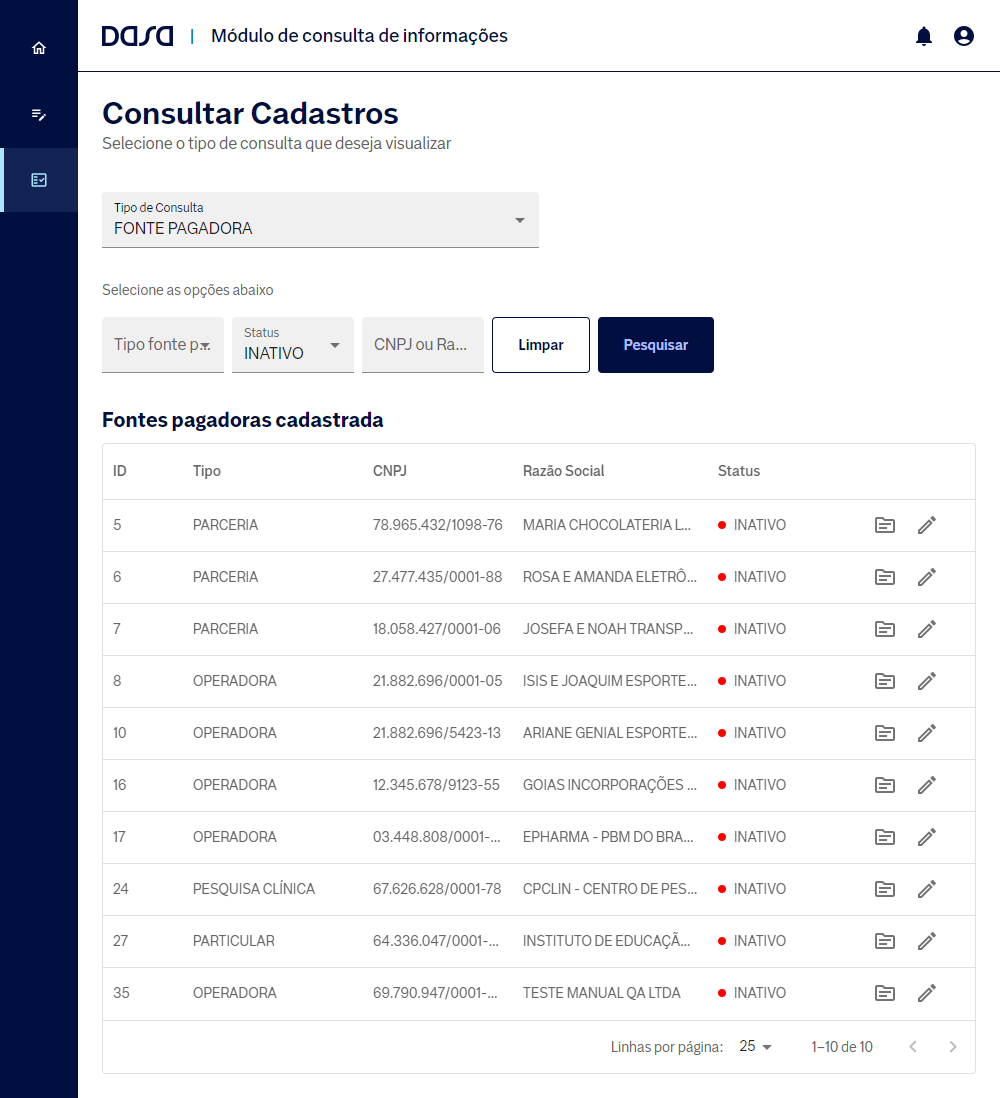 DASA | Módulo de consulta de informações
Consultar Cadastros
Selecione o tipo de consulta que deseja visualizar
Tipo de Consulta
FONTE PAGADORA
Selecione as opções abaixo
Tipo fonte p...
Status
INATIVO
CNPJ ou Ra...
Limpar
Pesquisar
Fontes pagadoras cadastrada
ID Tipo CNPJ Razão Social Status
5 PARCERIA 78.965.432/1098-76 MARIA CHOCOLATERIA L... INATIVO
6 PARCERIA 27.477.435/0001-88 ROSA E AMANDA ELETRÔ... INATIVO
7 PARCERIA 18.058.427/0001-06 JOSEFA E NOAH TRANSP... INATIVO
8 OPERADORA 21.882.696/0001-05 ISIS E JOAQUIM ESPORTE... INATIVO
10 OPERADORA 21.882.696/5423-13 ARIANE GENIAL ESPORTE... INATIVO
16 OPERADORA 12.345.678/9123-55 GOIAS INCORPORAÇÕES ... INATIVO
17 OPERADORA 03.448.808/0001-... EPHARMA - PBM DO BRA... INATIVO
24 PESQUISA CLÍNICA 67.626.628/0001-78 CPCLIN - CENTRO DE PES... INATIVO
27 PARTICULAR 64.336.047/0001-... INSTITUTO DE EDUCAÇÃ... INATIVO
35 OPERADORA 69.790.947/0001-... TESTE MANUAL QA LTDA INATIVO
Linhas por página: 25 1–10 de 10